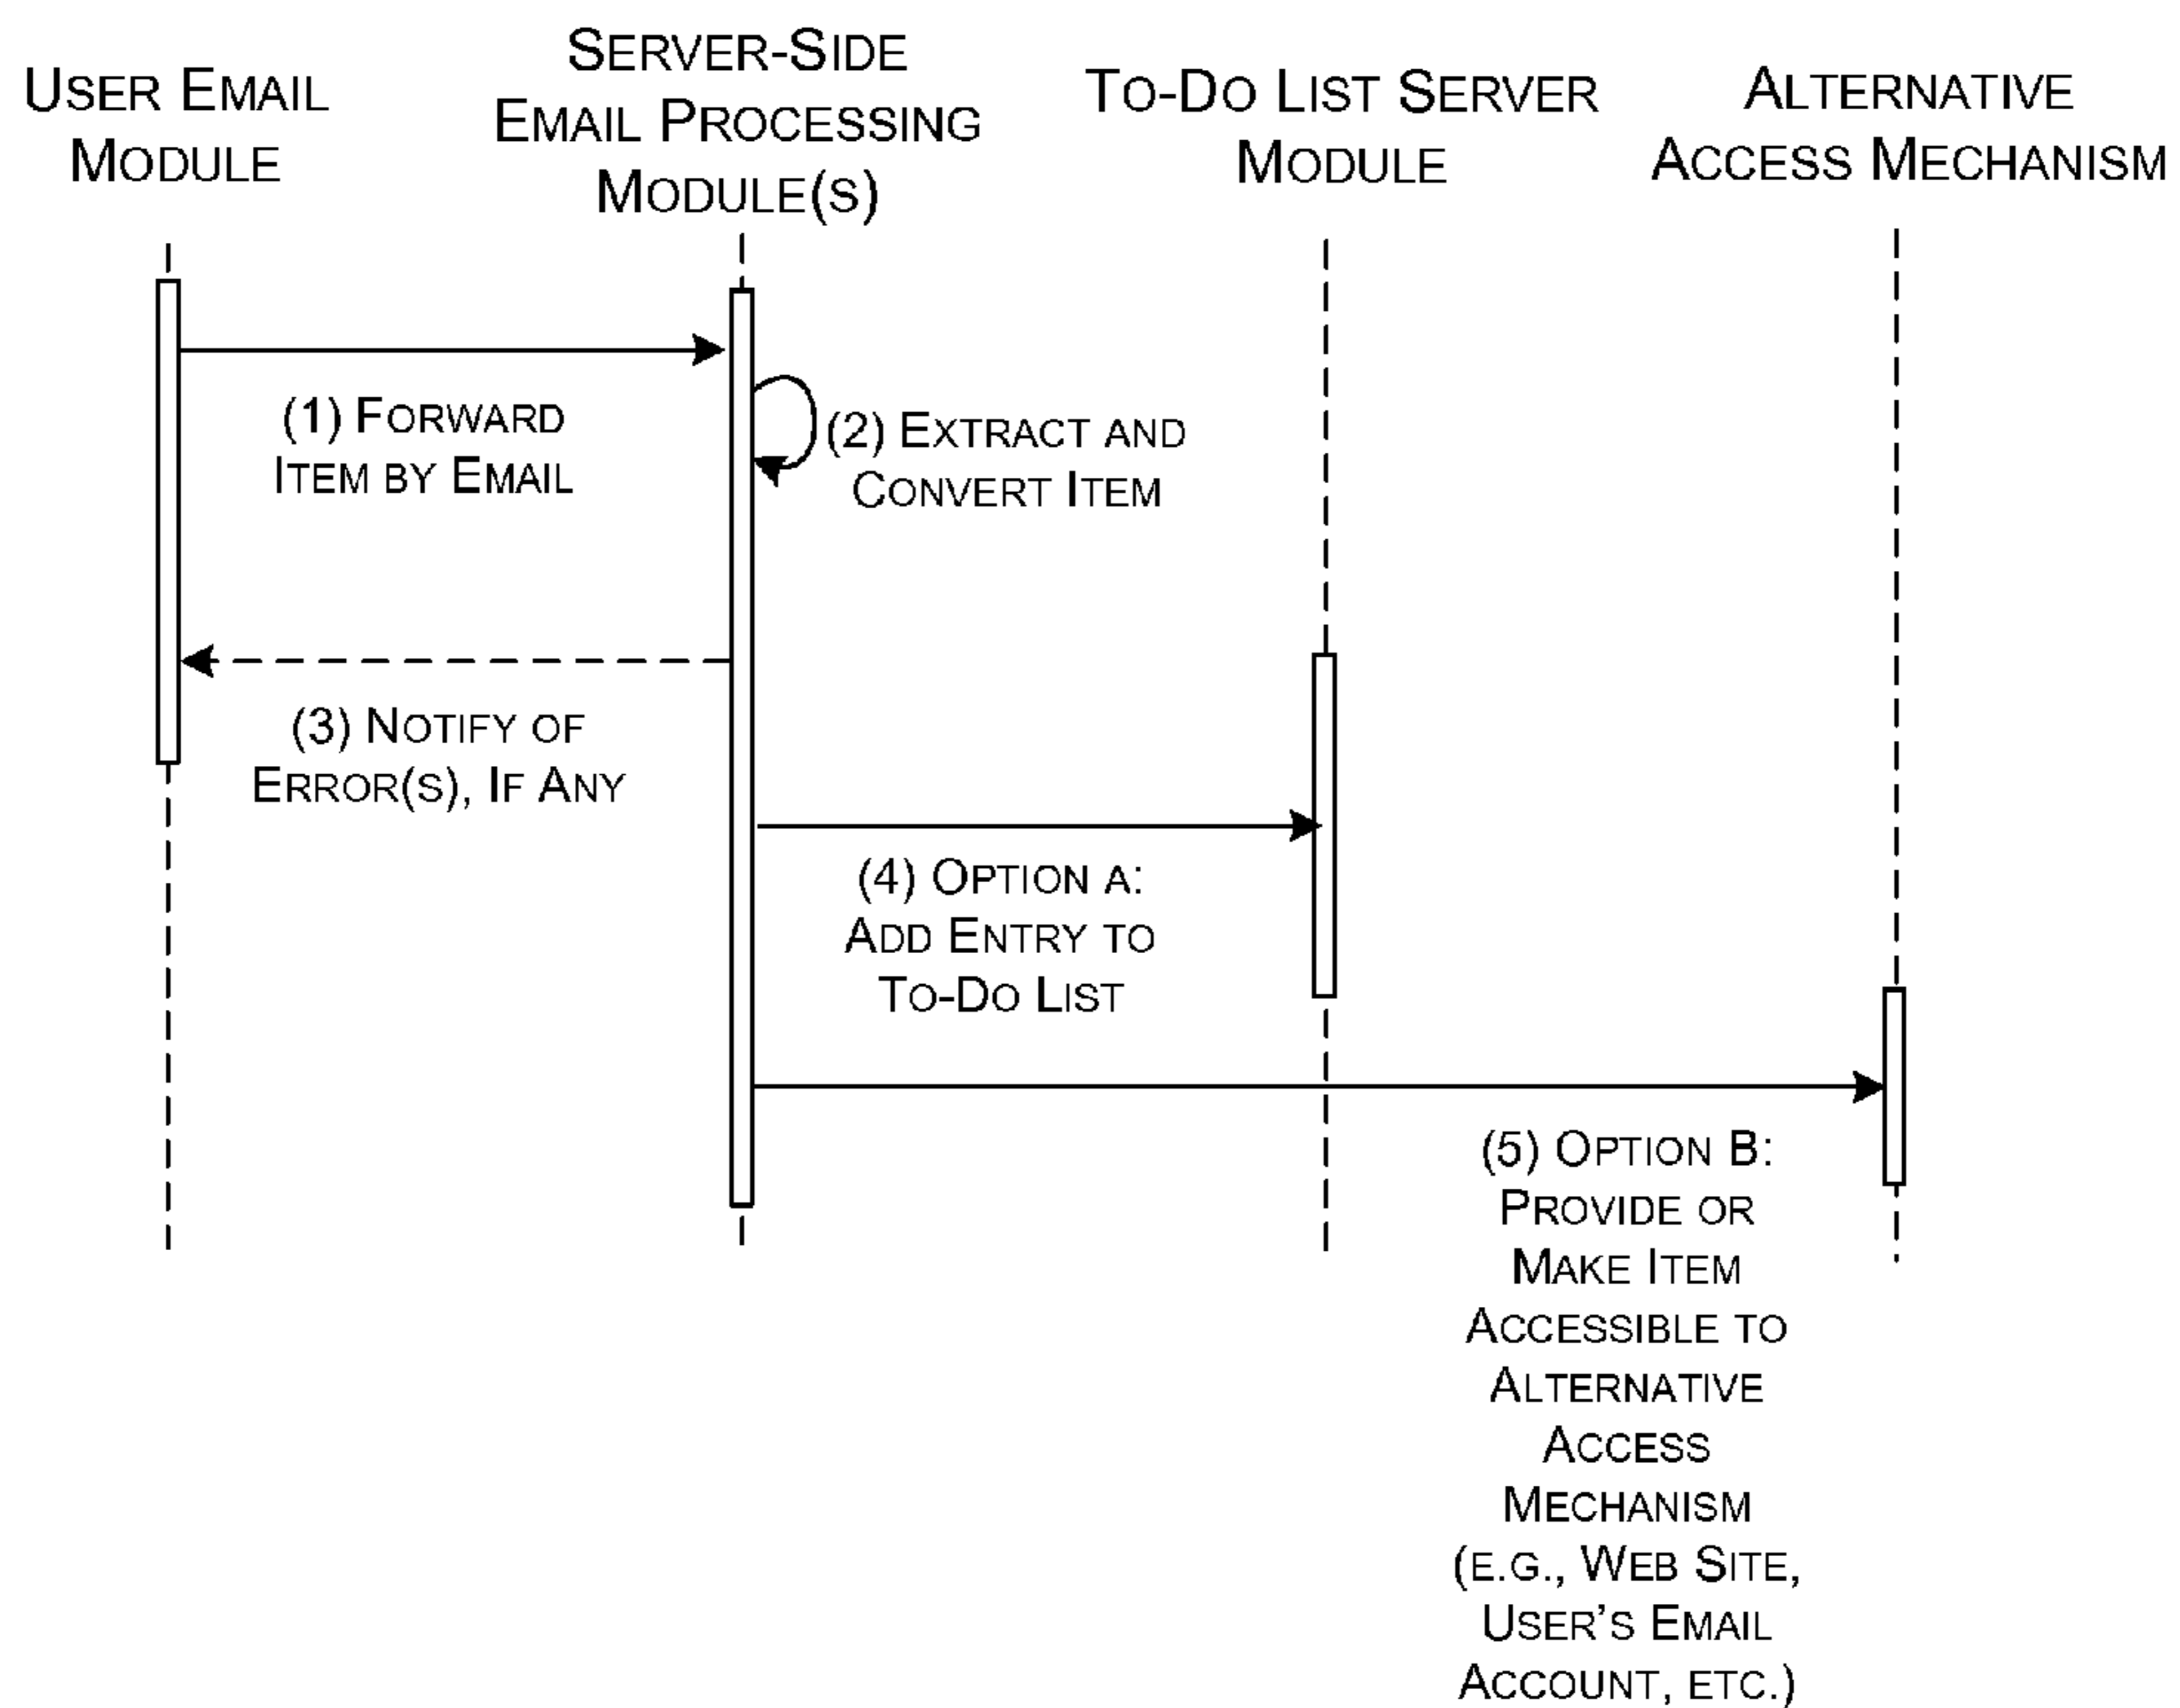 USER EMAIL
MODULE
SERVER-SIDE
EMAIL PROCESSING
MODULE(S)
TO-DO LIST SERVER
MODULE
ALTERNATIVE
ACCESS MECHANISM
(1) FORWARD
ITEM BY EMAIL
(2) EXTRACT AND
CONVERT ITEM
(3) NOTIFY OF
ERROR(S), IF ANY
(4) OPTION A:
ADD ENTRY TO
TO-DO LIST
(5) OPTION B:
PROVIDE OR
MAKE ITEM
ACCESSIBLE TO
ALTERNATIVE
ACCESS
MECHANISM
(E.G., WEB SITE,
USER'S EMAIL
ACCOUNT, ETC.)